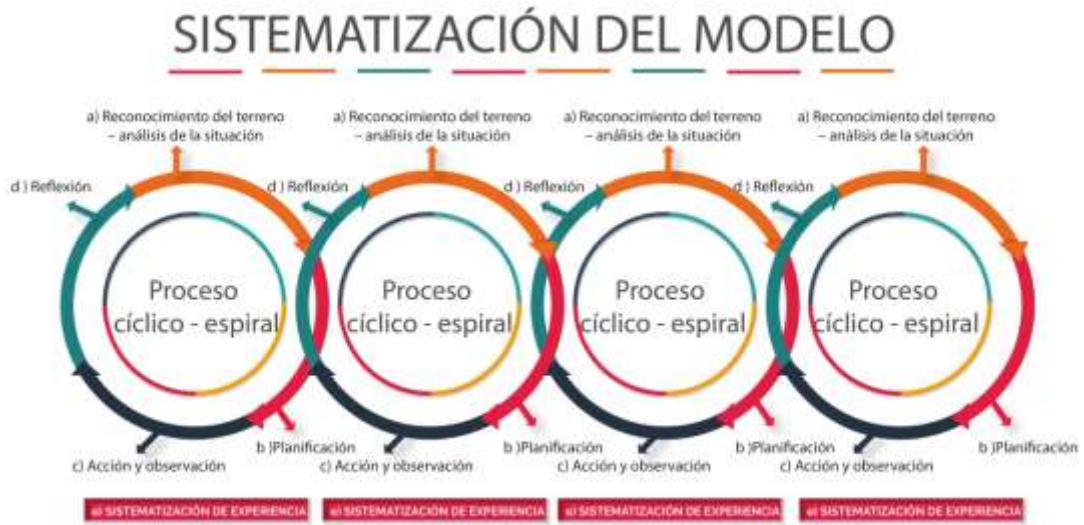 SISTEMATIZACIÓN DEL MODELO
a) Reconocimiento del terreno
– análisis de la situación
a) Reconocimiento del terreno
– análisis de la situación
a) Reconocimiento del terreno
– análisis de la situación
a) Reconocimiento del terreno
– análisis de la situación
d ) Reflexión
d ) Reflexión
d ) Reflexión
d ) Reflexión
Proceso
cíclico - espiral
Proceso
cíclico - espiral
Proceso
cíclico - espiral
Proceso
cíclico - espiral
b )Planificación
b )Planificación
b )Planificación
b )Planificación
c) Acción y observación
c) Acción y observación
c) Acción y observación
c) Acción y observación
e) SISTEMATIZACIÓN DE EXPERIENCIA
e) SISTEMATIZACIÓN DE EXPERIENCIA
e) SISTEMATIZACIÓN DE EXPERIENCIA
e) SISTEMATIZACIÓN DE EXPERIENCIA